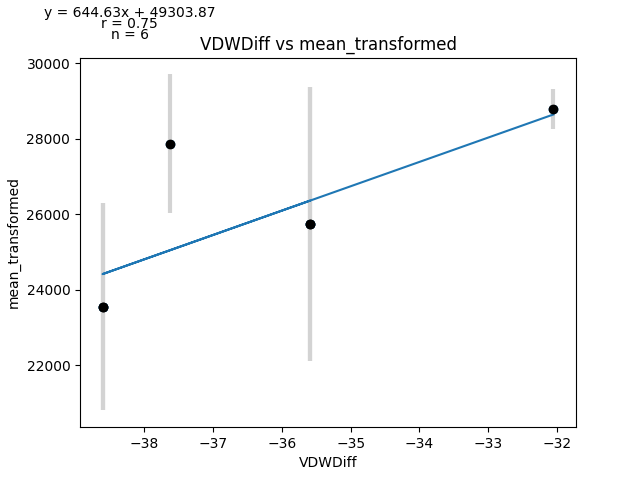 y = 644.63x + 49303.87
r = 0.75
n = 6
VDWDiff vs mean_transformed
30000
28000
26000
24000
22000
mean_transformed
−38
−37
−36
−35
−34
−33
−32
VDWDiff